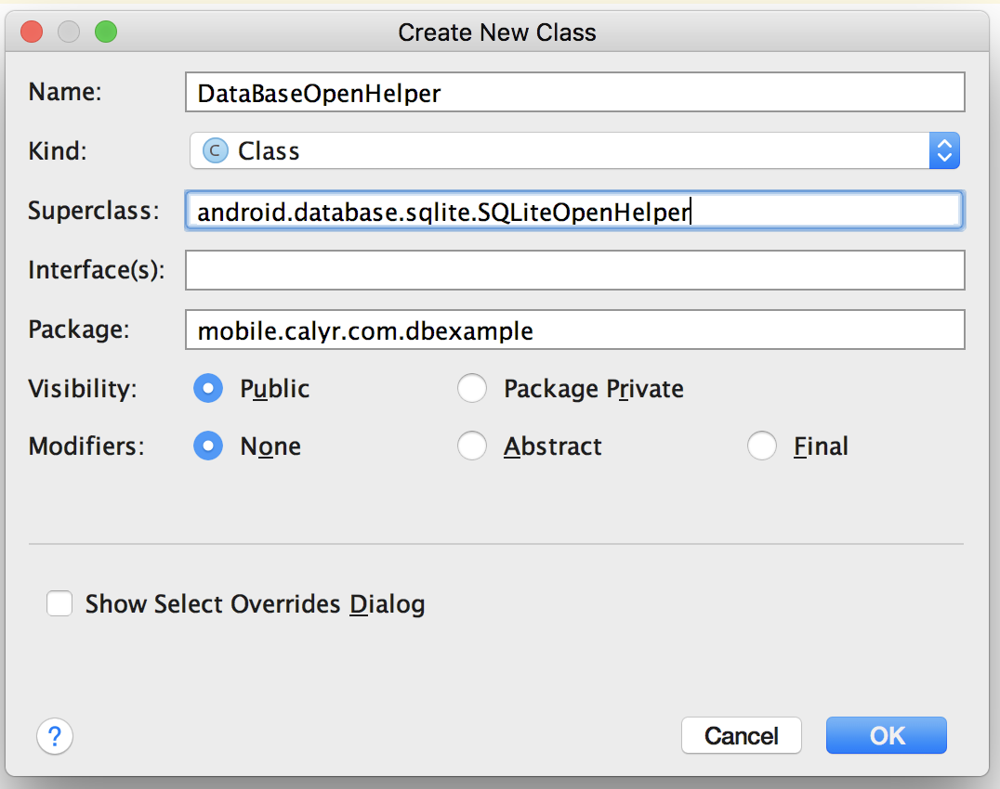 Create New Class
Name: DataBaseOpenHelper
Kind: C Class
Superclass: android.database.sqlite.SQLiteOpenHelper
Interface(s):
Package: mobile.calyr.com.dbexample
Visibility: Public Package Private
Modifiers: None Abstract Final
Show Select Overrides Dialog
? Cancel OK